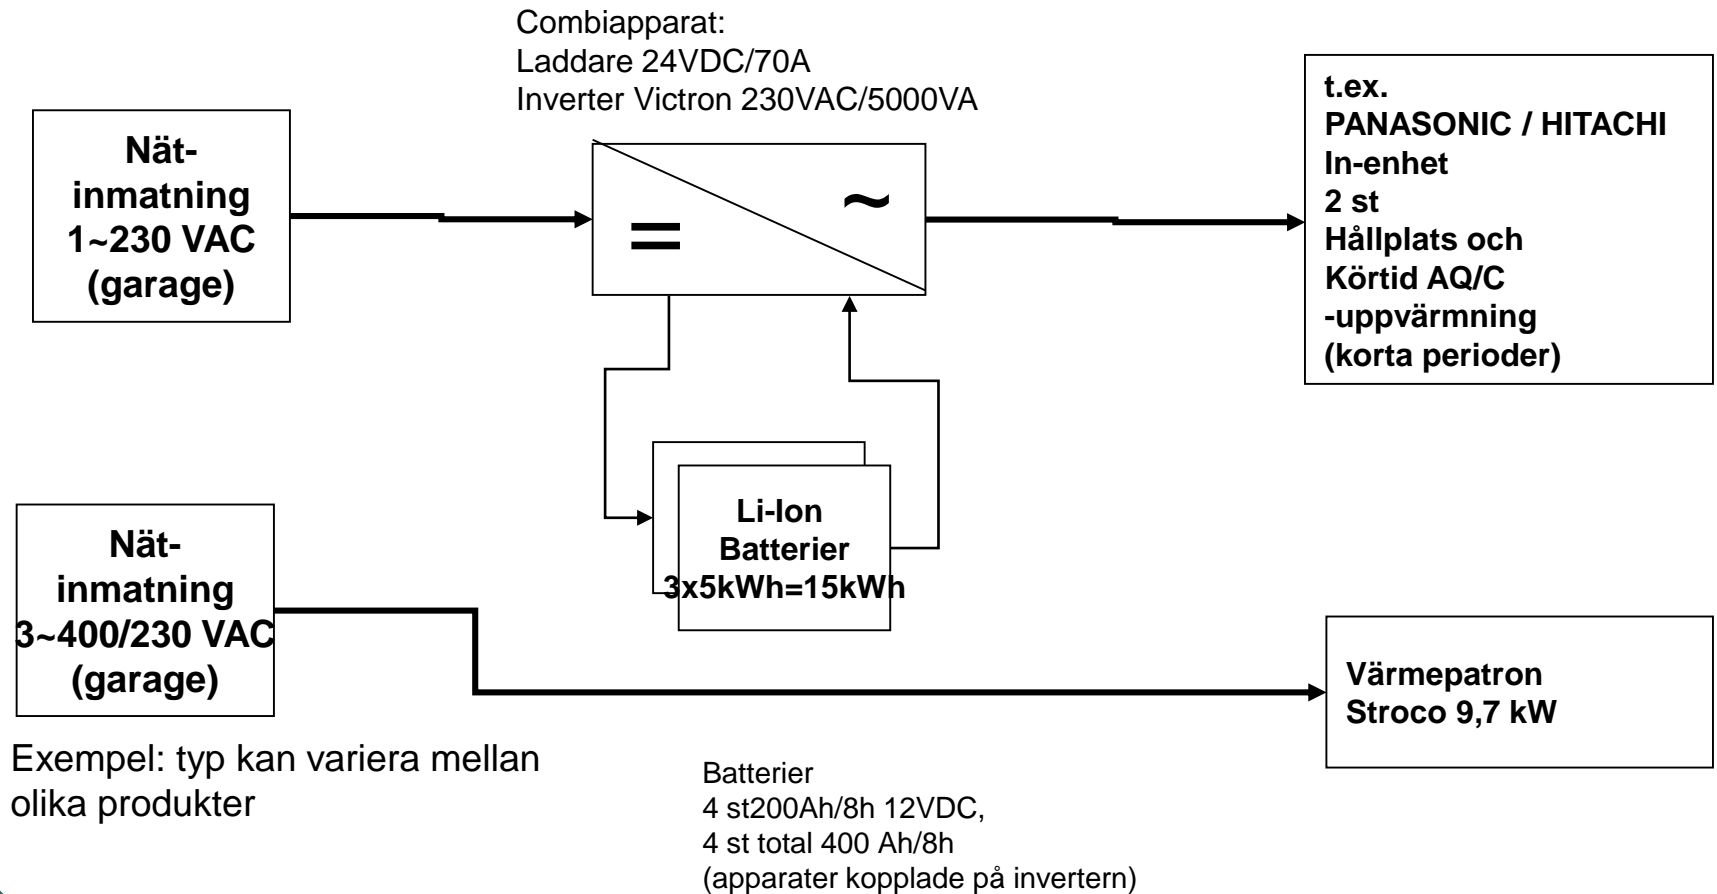 Combiapparat:
Laddare 24VDC/70A
Inverter Victron 230VAC/5000VA
Nät-
inmatning
1~230 VAC
(garage)
=
~
t.ex.
PANASONIC / HITACHI
In-enhet
2 st
Hållplats och
Körtid AQ/C
-uppvärmning
(korta perioder)
Li-Ion
Batterier
3x5kWh=15kWh
Nät-
inmatning
3~400/230 VAC
(garage)
Värmepatron
Stroco 9,7 kW
Exempel: typ kan variera mellan
olika produkter
Batterier
4 st200Ah/8h 12VDC,
4 st total 400 Ah/8h
(apparater kopplade på invertern)